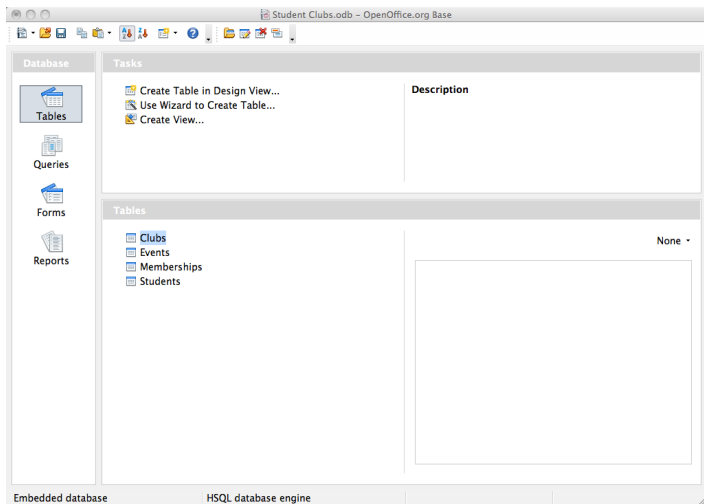 Student Clubs.odb – OpenOffice.org Base
Database
Tables
Queries
Forms
Reports
Tasks
Create Table in Design View...
Use Wizard to Create Table...
Create View...
Description
Tables
Clubs
Events
Memberships
Students
None
Embedded database
HSQL database engine